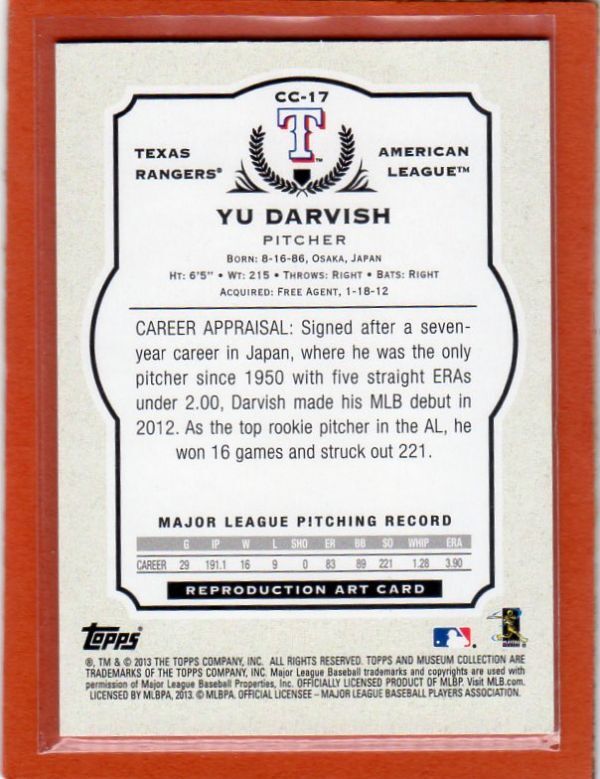 CC-17
T™
TEXAS RANGERS®
AMERICAN LEAGUE™
YU DARVISH
PITCHER
BORN: 8-16-86, OSAKA, JAPAN
HT: 6'5" • WT: 215 • THROWS: RIGHT • BATS: RIGHT
ACQUIRED: FREE AGENT, 1-18-12
CAREER APPRAISAL: Signed after a seven-
year career in Japan, where he was the only
pitcher since 1950 with five straight ERAs
under 2.00, Darvish made his MLB debut in
2012. As the top rookie pitcher in the AL, he
won 16 games and struck out 221.
MAJOR LEAGUE PITCHING RECORD
G IP W L SHO ER BB SO WHIP ERA
CAREER 29 191.1 16 9 0 83 89 221 1.28 3.90
REPRODUCTION ART CARD
Topps
®, TM & © 2013 THE TOPPS COMPANY, INC. ALL RIGHTS RESERVED. TOPPS AND MUSEUM COLLECTION ARE
TRADEMARKS OF THE TOPPS COMPANY, INC. Major League Baseball trademarks and copyrights are used with
permission of Major League Baseball Properties, Inc. OFFICIALLY LICENSED PRODUCT OF MLBP. Visit MLB.com.
LICENSED BY MLBPA, 2013. © MLBPA. OFFICIAL LICENSEE – MAJOR LEAGUE BASEBALL PLAYERS ASSOCIATION.